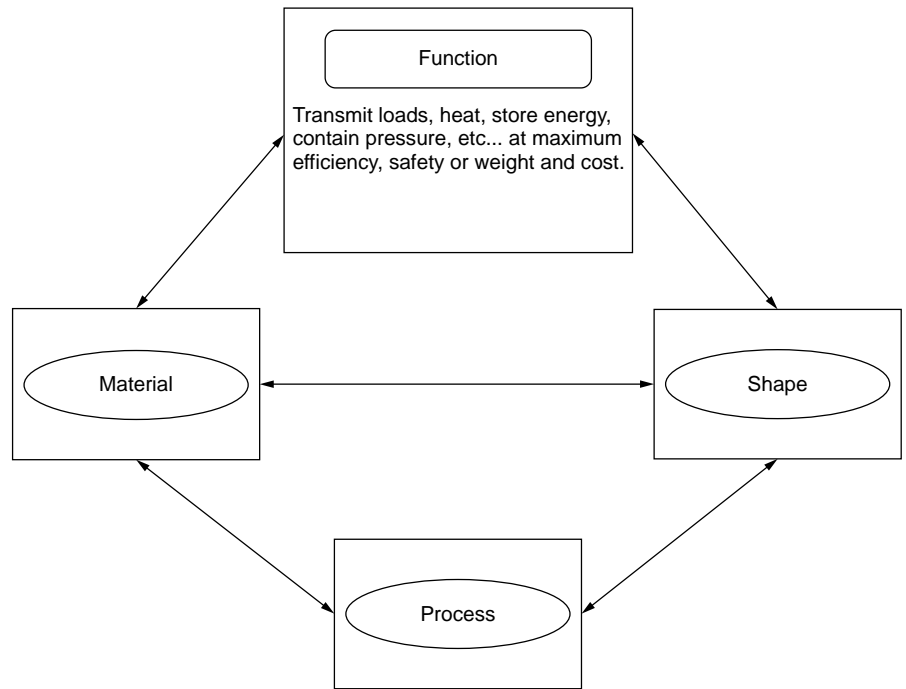 Function
Transmit loads, heat, store energy,
contain pressure, etc... at maximum
efficiency, safety or weight and cost.
Material
Shape
Process